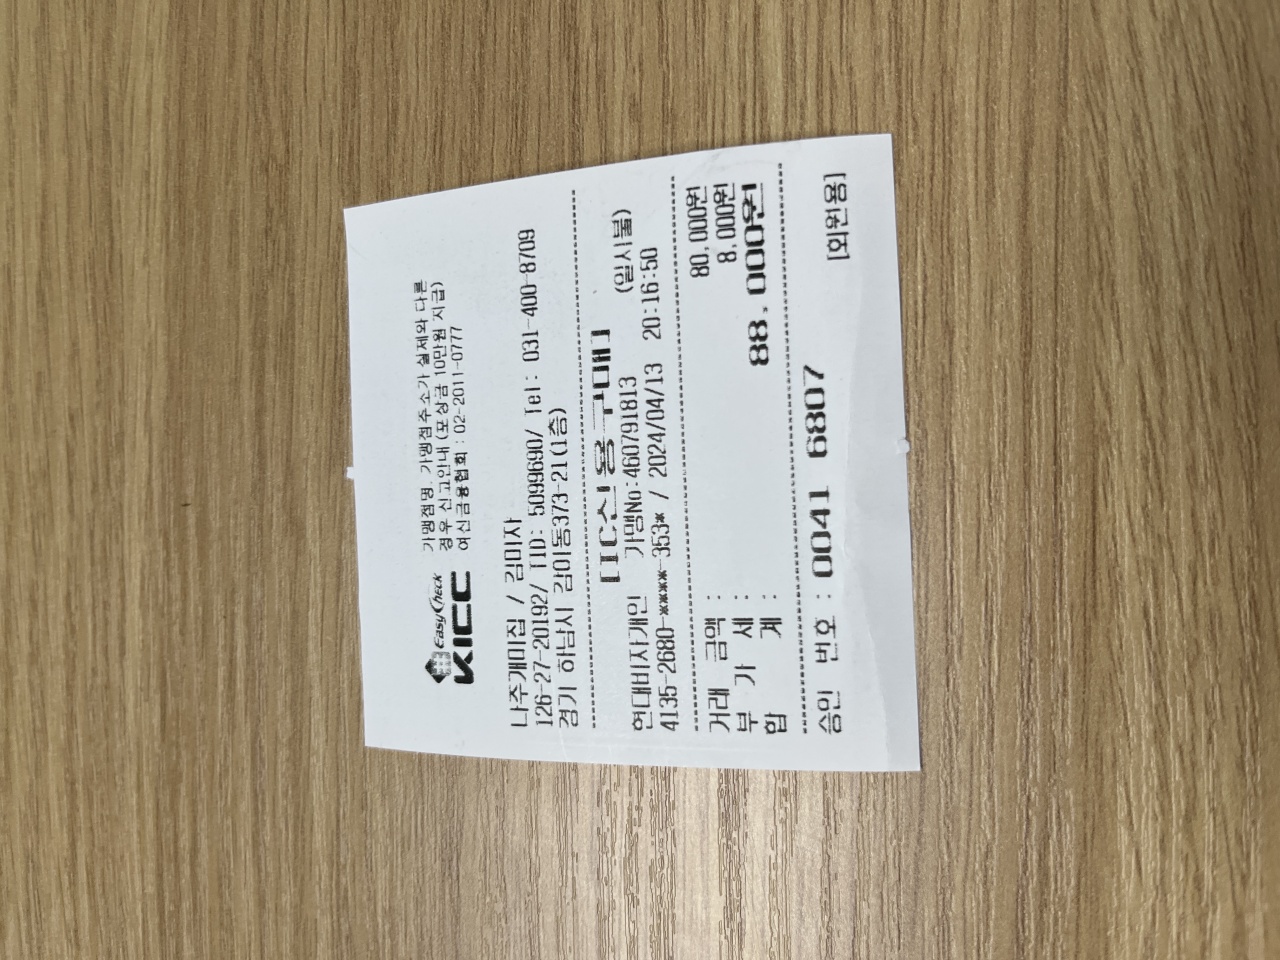 EasyCheck
KICC
가맹점명, 가맹점주소가 실제와 다른
경우 신고안내 (포상금 10만원 지급)
여신금융협회 : 02-2011-0777
나주개미집 / 김미자
126-27-20192/ TID: 5099690/ Tel: 031-400-8709
경기 하남시 감이동373-21(1층)
[IC신용구매]
현대비자개인 가맹No:460791813 (일시불)
4135-2680-****-353* / 2024/04/13 20:16:50
거래 금액 : 80,000원
부 가 세 : 8,000원
합 계 : 88,000원
승인 번호 : 0041 6807
[회원용]